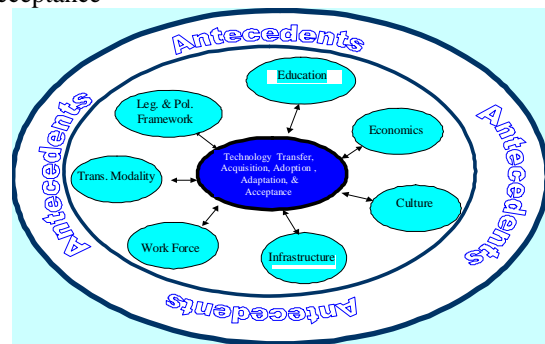 Antecedents
Education
Leg. & Pol.
Framework
Economics
Technology Transfer,
Acquisition, Adoption ,
Adaptation, &
Acceptance
Trans. Modality
Antecedents
Antecedents
Culture
Work Force
Infrastructure
Antecedents